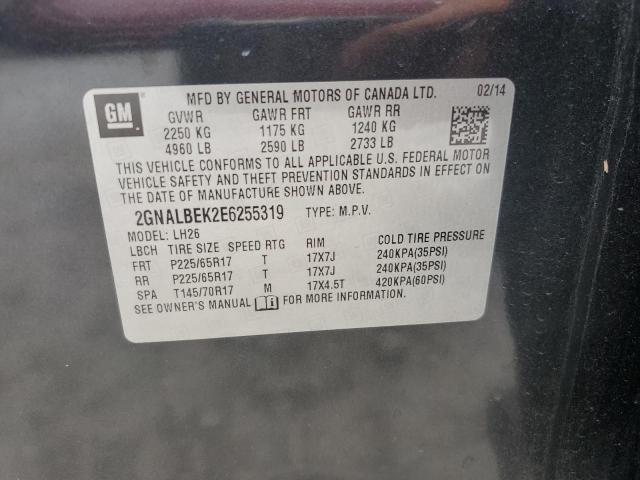 GM
MFD BY GENERAL MOTORS OF CANADA LTD. 02/14
GVWR GAWR FRT GAWR RR
2250 KG 1175 KG 1240 KG
4960 LB 2590 LB 2733 LB
THIS VEHICLE CONFORMS TO ALL APPLICABLE U.S. FEDERAL MOTOR
VEHICLE SAFETY AND THEFT PREVENTION STANDARDS IN EFFECT ON
THE DATE OF MANUFACTURE SHOWN ABOVE.
2GNALBEK2E6255319 TYPE: M.P.V.
MODEL: LH26
LBCH TIRE SIZE SPEED RTG RIM COLD TIRE PRESSURE
FRT P225/65R17 T 17X7J 240KPA(35PSI)
RR P225/65R17 T 17X7J 240KPA(35PSI)
SPA T145/70R17 M 17X4.5T 420KPA(60PSI)
SEE OWNER'S MANUAL FOR MORE INFORMATION.